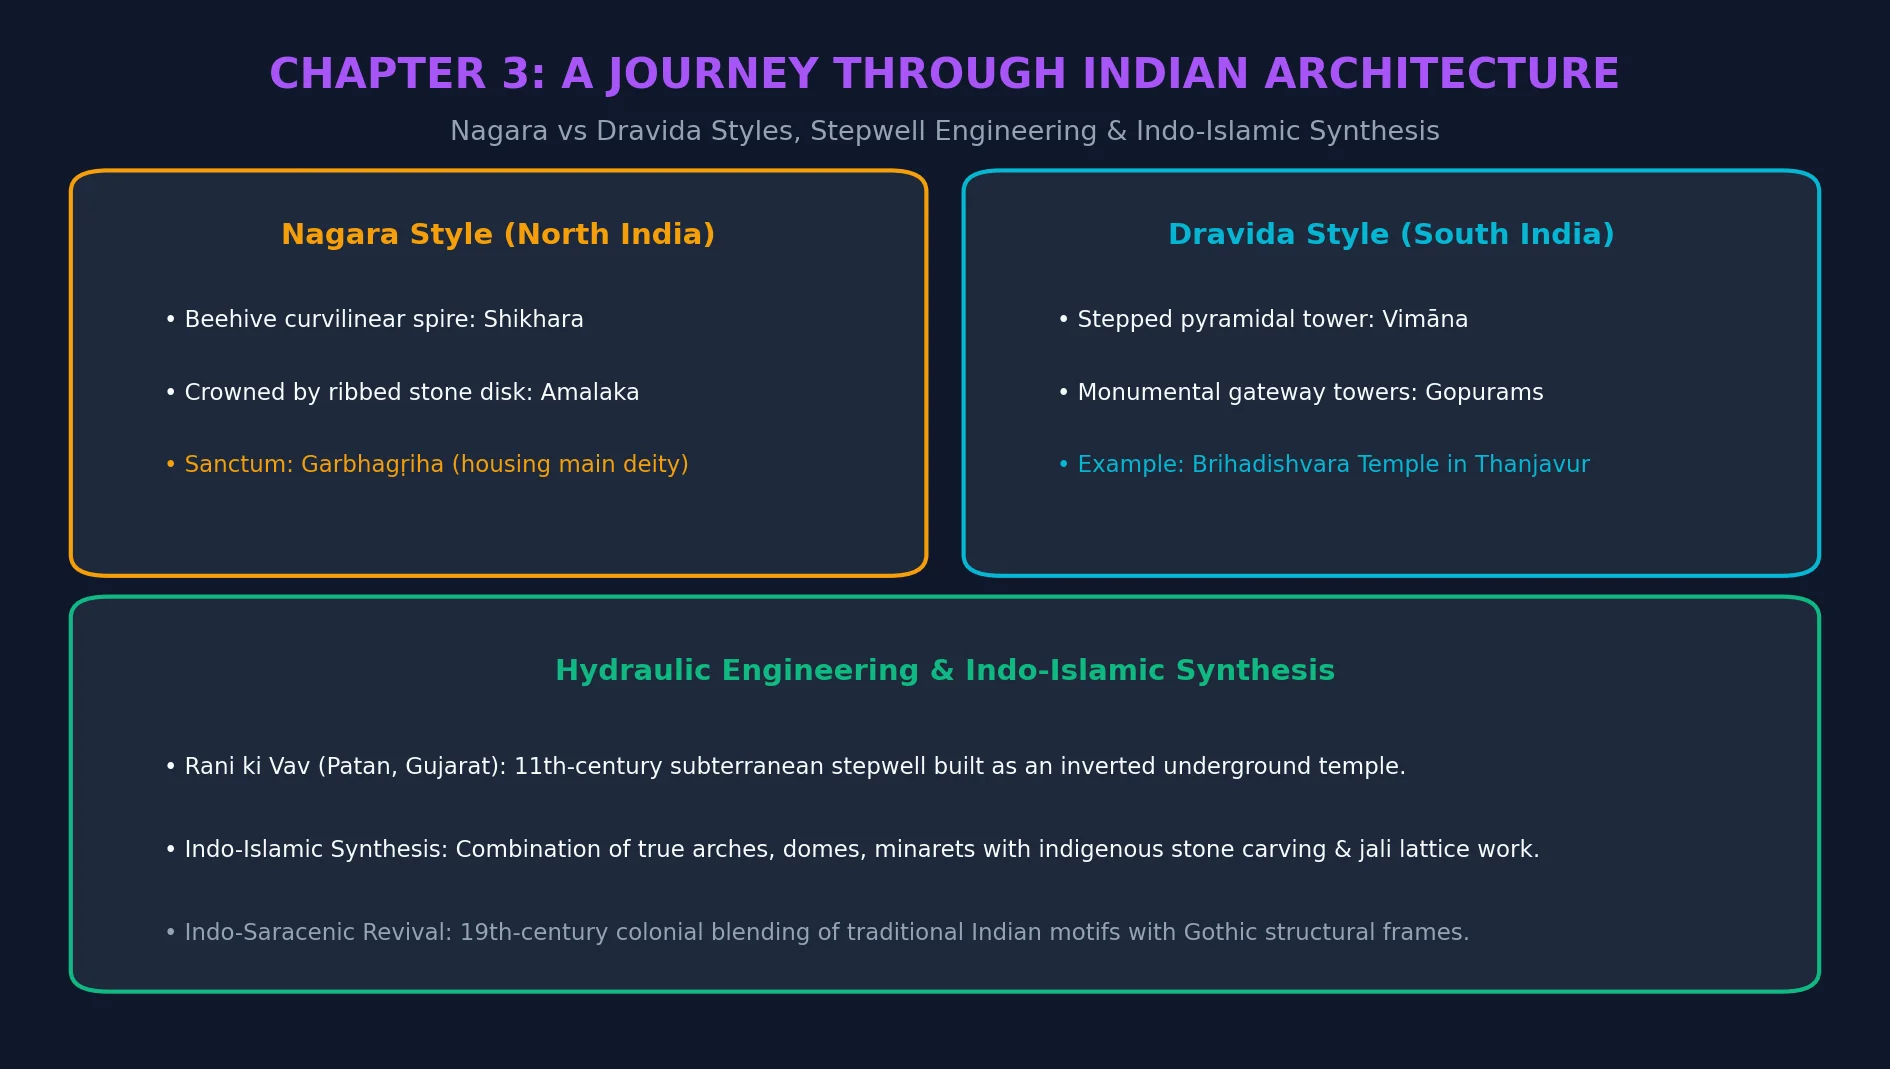 CHAPTER 3: A JOURNEY THROUGH INDIAN ARCHITECTURE
Nagara vs Dravida Styles, Stepwell Engineering & Indo-Islamic Synthesis
Nagara Style (North India)
• Beehive curvilinear spire: Shikhara
• Crowned by ribbed stone disk: Amalaka
• Sanctum: Garbhagṛiha (housing main deity)
Dravida Style (South India)
• Stepped pyramidal tower: Vimāna
• Monumental gateway towers: Gopurams
• Example: Brihadishvara Temple in Thanjavur
Hydraulic Engineering & Indo-Islamic Synthesis
• Rani ki Vav (Patan, Gujarat): 11th-century subterranean stepwell built as an inverted underground temple.
• Indo-Islamic Synthesis: Combination of true arches, domes, minarets with indigenous stone carving & jali lattice work.
• Indo-Saracenic Revival: 19th-century colonial blending of traditional Indian motifs with Gothic structural frames.